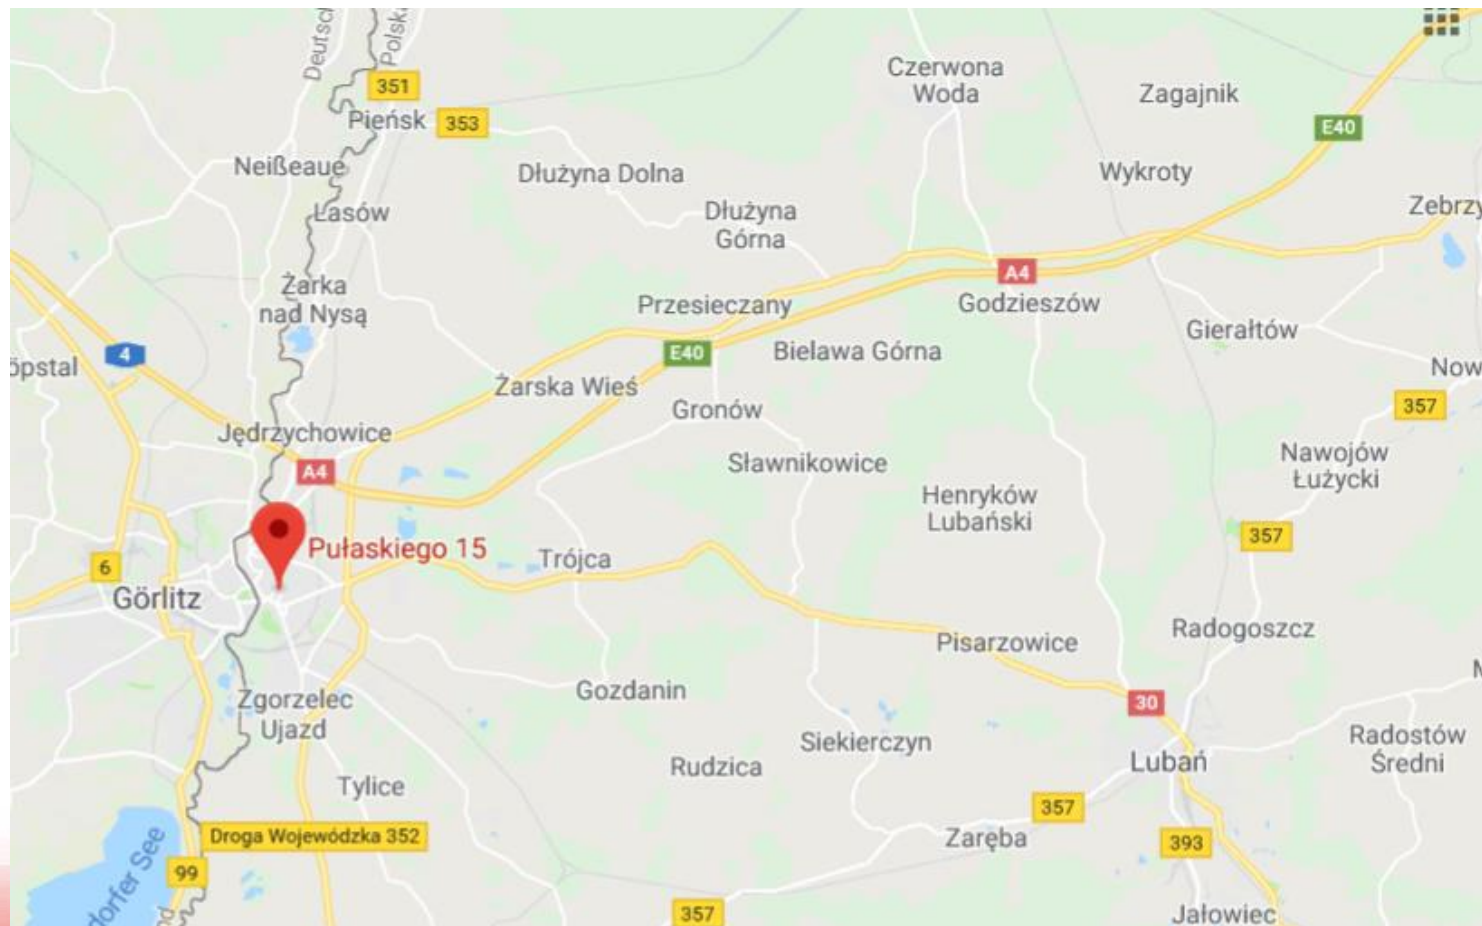 Deutsc
Polska
351
Pieńsk
353
Czerwona
Woda
Zagajnik
E40
Neißeaue
Dłużyna Dolna
Wykroty
Lasów
Dłużyna
Górna
Zebrzy
Żarka
nad Nysą
A4
Przesieczany
Godzieszów
Gierałtów
4
öpstal
E40
Bielawa Górna
Now
Żarska Wieś
Gronów
357
Jędrzychowice
A4
Sławnikowice
Nawojów
Łużycki
Henryków
Lubański
357
Pułaskiego 15
Trójca
6
Görlitz
Radogoszcz
Pisarzowice
Gozdanin
Zgorzelec
Ujazd
30
Siekierczyn
Radostów
Średni
Lubań
Rudzica
Tylice
357
Droga Wojewódzka 352
Zaręba
393
99
dorfer See
357
Jałowiec